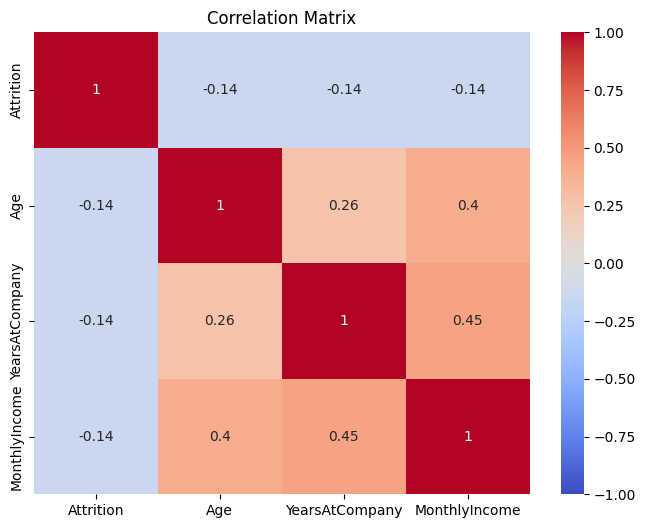 Correlation Matrix
Attrition
1
-0.14
-0.14
-0.14
Age
-0.14
1
0.26
0.4
YearsAtCompany
-0.14
0.26
1
0.45
MonthlyIncome
-0.14
0.4
0.45
1
Attrition
Age
YearsAtCompany
MonthlyIncome
1.00
0.75
0.50
0.25
0.00
−0.25
−0.50
−0.75
−1.00